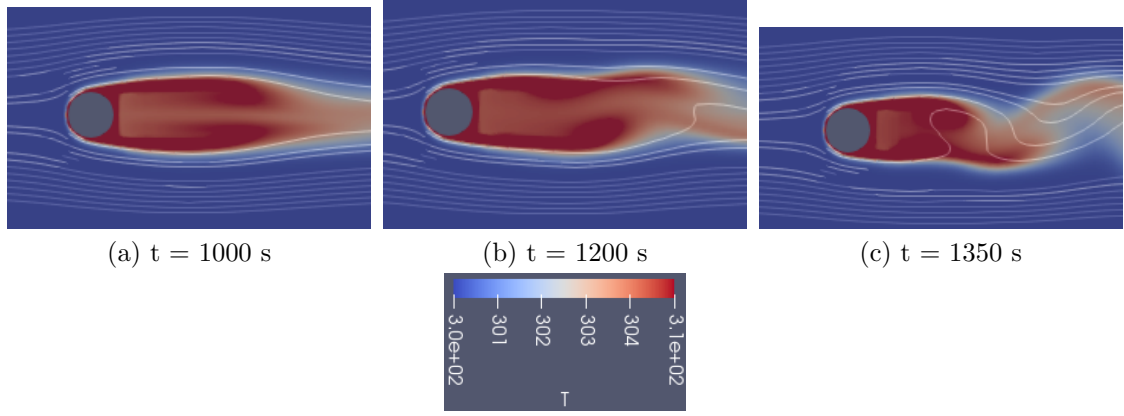 (a) t = 1000 s
(b) t = 1200 s
(c) t = 1350 s
3.0e+02
301
302
303
304
3.1e+02
T